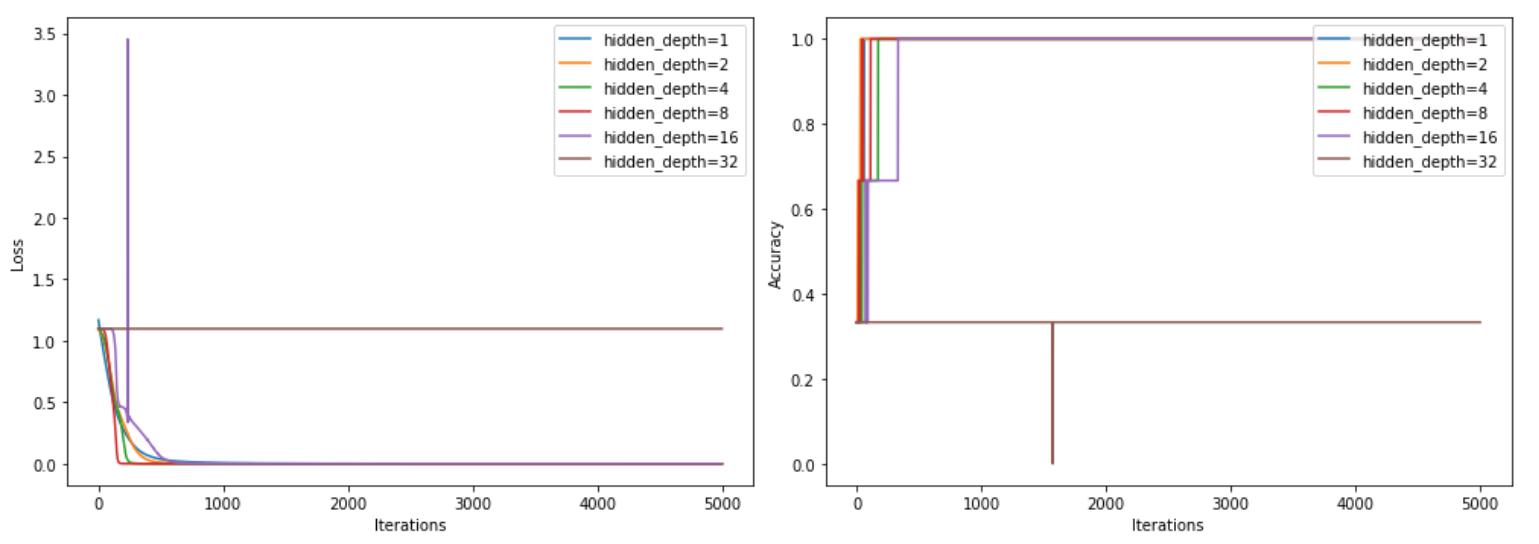 3.5
3.0
2.5
2.0
1.5
1.0
0.5
0.0
Loss
0
1000
2000
3000
4000
5000
Iterations
hidden_depth=1
hidden_depth=2
hidden_depth=4
hidden_depth=8
hidden_depth=16
hidden_depth=32
1.0
0.8
0.6
0.4
0.2
0.0
Accuracy
0
1000
2000
3000
4000
5000
Iterations
hidden_depth=1
hidden_depth=2
hidden_depth=4
hidden_depth=8
hidden_depth=16
hidden_depth=32